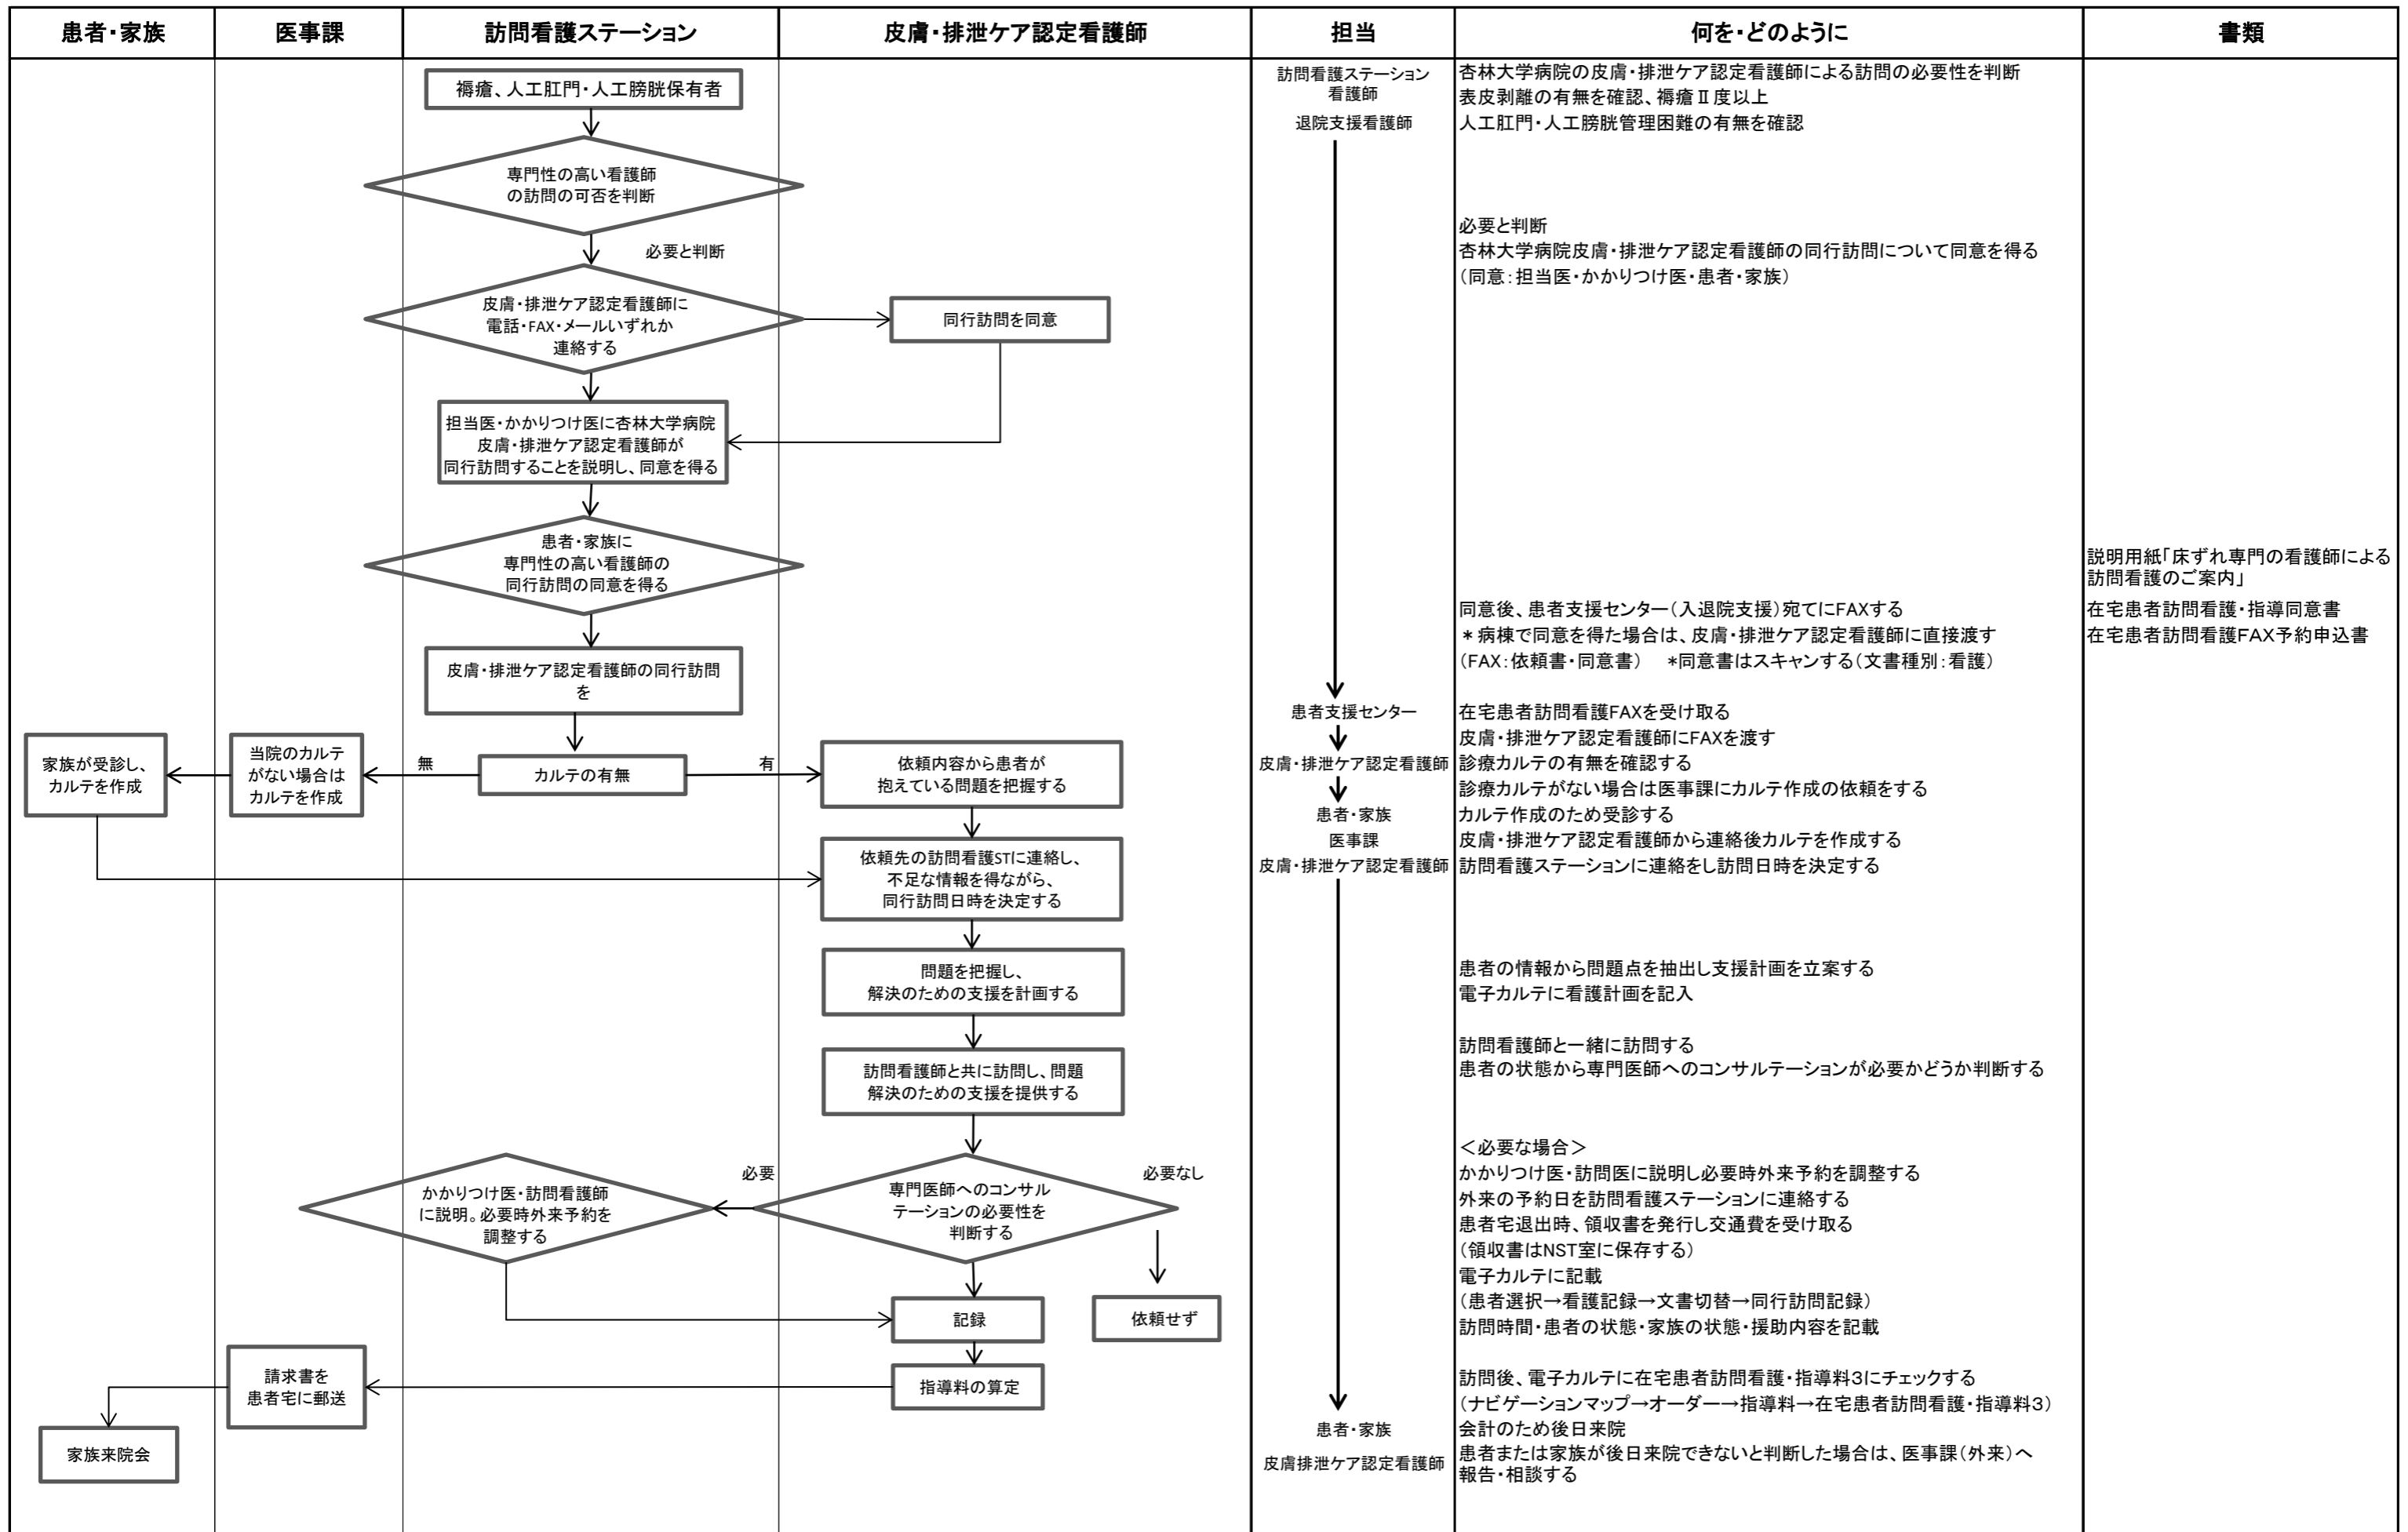 患者・家族
医事課
訪問看護ステーション
皮膚・排泄ケア認定看護師
担当
何を・どのように
書類
褥瘡、人工肛門・人工膀胱保有者
専門性の高い看護師
の訪問の可否を判断
必要と判断
皮膚・排泄ケア認定看護師に
電話・FAX・メールいずれか
連絡する
同行訪問を同意
担当医・かかりつけ医に杏林大学病院
皮膚・排泄ケア認定看護師が
同行訪問することを説明し、同意を得る
患者・家族に
専門性の高い看護師の
同行訪問の同意を得る
皮膚・排泄ケア認定看護師の同行訪問
を
カルテの有無
無
有
当院のカルテ
がない場合は
カルテを作成
家族が受診し、
カルテを作成
依頼内容から患者が
抱えている問題を把握する
依頼先の訪問看護STに連絡し、
不足な情報を得ながら、
同行訪問日時を決定する
問題を把握し、
解決のための支援を計画する
訪問看護師と共に訪問し、問題
解決のための支援を提供する
専門医師へのコンサル
テーションの必要性を
判断する
必要
必要なし
かかりつけ医・訪問看護師
に説明。必要時外来予約を
調整する
記録
依頼せず
指導料の算定
請求書を
患者宅に郵送
家族来院会
訪問看護ステーション
看護師
退院支援看護師
患者支援センター
皮膚・排泄ケア認定看護師
患者・家族
医事課
皮膚・排泄ケア認定看護師
患者・家族
皮膚排泄ケア認定看護師
杏林大学病院の皮膚・排泄ケア認定看護師による訪問の必要性を判断
表皮剥離の有無を確認、褥瘡Ⅱ度以上
人工肛門・人工膀胱管理困難の有無を確認
必要と判断
杏林大学病院皮膚・排泄ケア認定看護師の同行訪問について同意を得る
（同意：担当医・かかりつけ医・患者・家族）
同意後、患者支援センター（入退院支援）宛てにFAXする
＊病棟で同意を得た場合は、皮膚・排泄ケア認定看護師に直接渡す
（FAX：依頼書・同意書）　*同意書はスキャンする（文書種別：看護）
在宅患者訪問看護FAXを受け取る
皮膚・排泄ケア認定看護師にFAXを渡す
診療カルテの有無を確認する
診療カルテがない場合は医事課にカルテ作成の依頼をする
カルテ作成のため受診する
皮膚・排泄ケア認定看護師から連絡後カルテを作成する
訪問看護ステーションに連絡をし訪問日時を決定する
患者の情報から問題点を抽出し支援計画を立案する
電子カルテに看護計画を記入
訪問看護師と一緒に訪問する
患者の状態から専門医師へのコンサルテーションが必要かどうか判断する
＜必要な場合＞
かかりつけ医・訪問医に説明し必要時外来予約を調整する
外来の予約日を訪問看護ステーションに連絡する
患者宅退出時、領収書を発行し交通費を受け取る
（領収書はNST室に保存する）
電子カルテに記載
（患者選択→看護記録→文書切替→同行訪問記録）
訪問時間・患者の状態・家族の状態・援助内容を記載
訪問後、電子カルテに在宅患者訪問看護・指導料3にチェックする
（ナビゲーションマップ→オーダー→指導料→在宅患者訪問看護・指導料3）
会計のため後日来院
患者または家族が後日来院できないと判断した場合は、医事課（外来）へ
報告・相談する
説明用紙「床ずれ専門の看護師による
訪問看護のご案内」
在宅患者訪問看護・指導同意書
在宅患者訪問看護FAX予約申込書